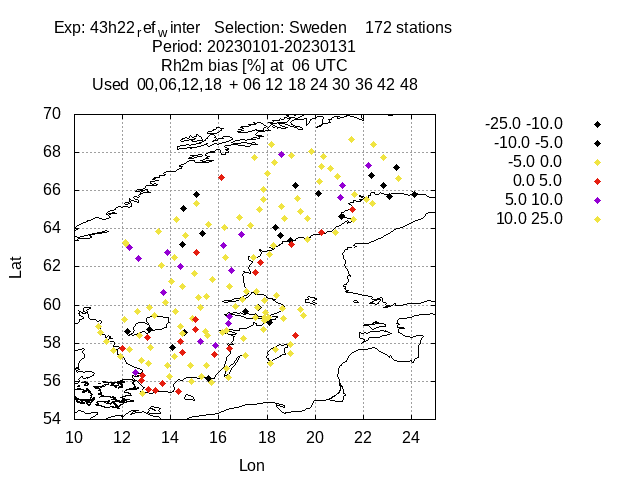 Exp: 43h22refwinter Selection: Sweden 172 stations
Period: 20230101-20230131
Rh2m bias [%] at 06 UTC
Used 00,06,12,18 + 06 12 18 24 30 36 42 48
70
68
66
64
62
60
58
56
54
10 12 14 16 18 20 22 24
Lat
Lon
-25.0 -10.0
-10.0 -5.0
-5.0 0.0
0.0 5.0
5.0 10.0
10.0 25.0